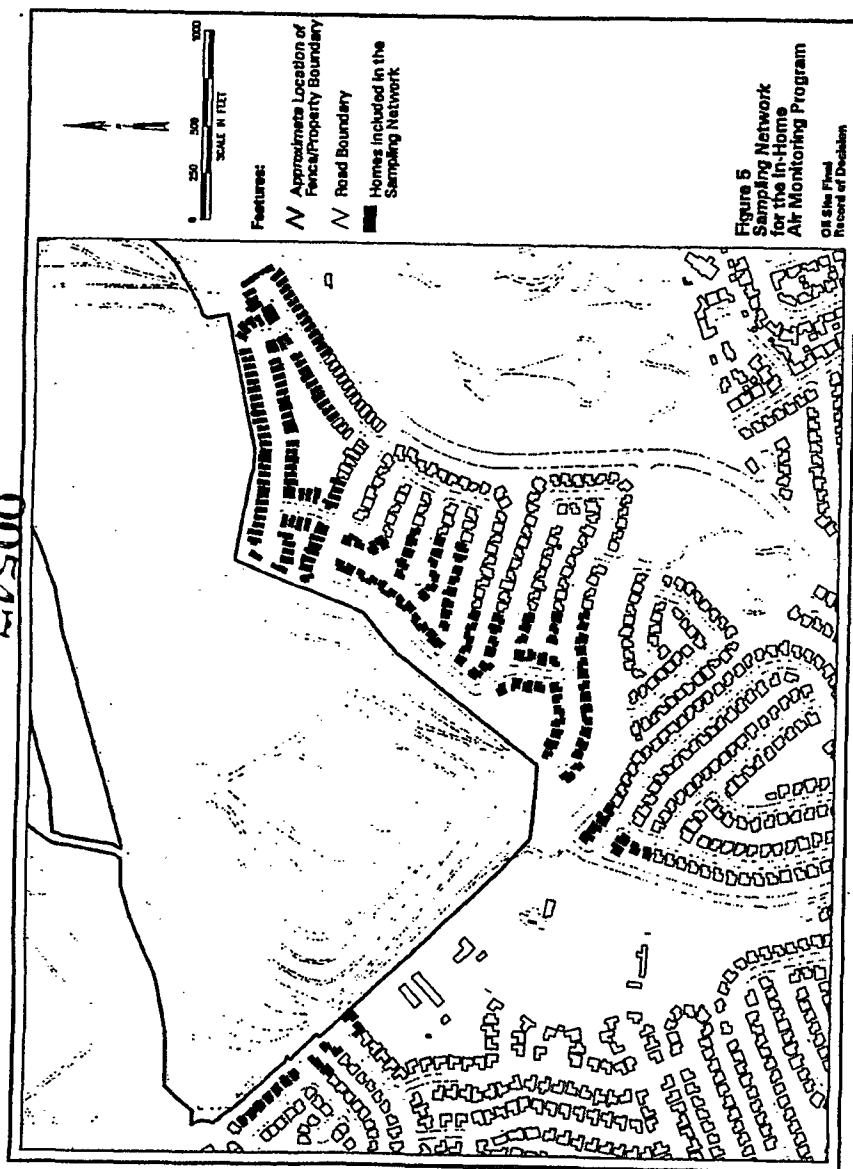 0 250 500 1000
SCALE IN FEET
Features:
Approximate Location of
Fence/Property Boundary
Road Boundary
Homes Included in the
Sampling Network
Figure 5
Sampling Network
for the In-Home
Air Monitoring Program
OII Site Final
Record of Decision